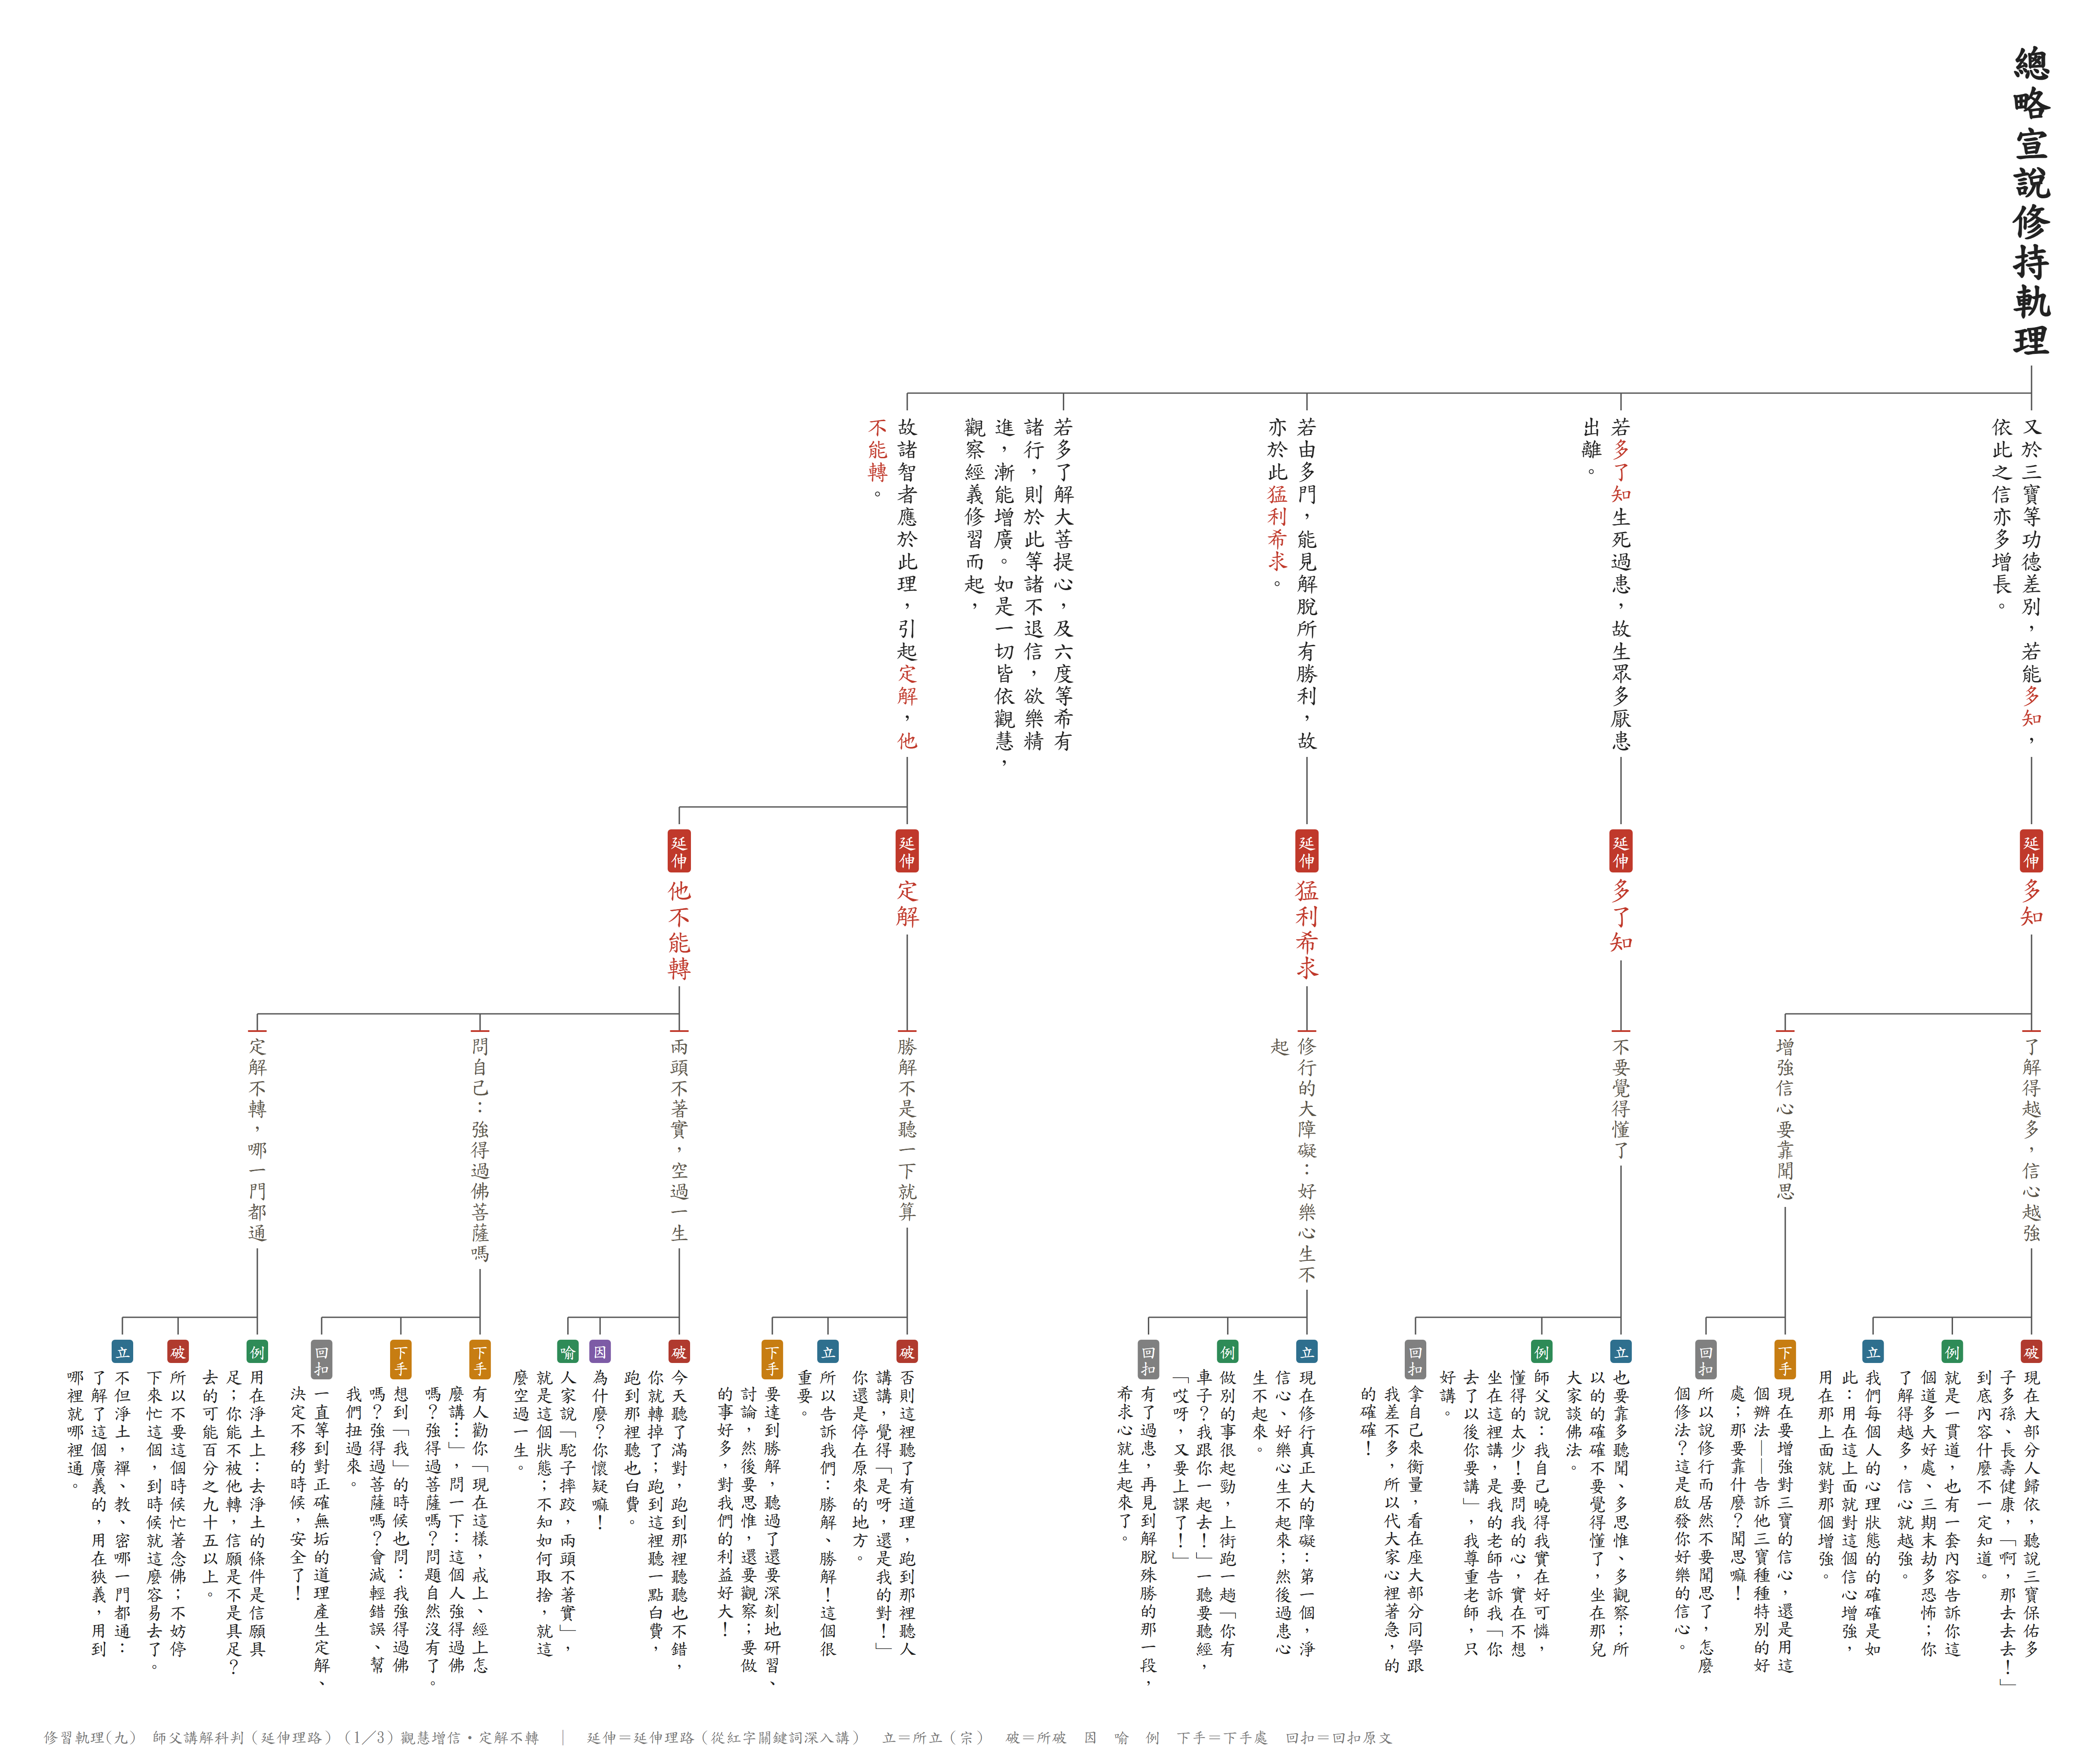 總略宣說修持軌理
又於三寶等功德差別，若能多知，
依此之信亦多增長。
若多了知生死過患，故生眾多厭患
出離。
若由多門，能見解脫所有勝利，故
亦於此猛利希求。
若多了解大菩提心，及六度等希有
諸行，則於此等諸不退信，欲樂精
進，漸能增廣。如是一切皆依觀慧，
觀察經義修習而起，
故諸智者應於此理，引起定解，他
不能轉。
延伸 多知
延伸 多了知
延伸 猛利希求
延伸 定解
延伸 他不能轉
了解得越多，信心越強
增強信心要靠聞思
不要覺得懂了
修行的大障礙：好樂心生不
起
勝解不是聽一下就算
兩頭不著實，空過一生
問自己：強得過佛菩薩嗎
定解不轉，哪一門都通
破
現在大部分人歸依，聽說三寶保佑多
子多孫、長壽健康，「啊，那去去去！」
到底內容什麼不一定知道。
例
就是一貫道，也有一套內容告訴你這
個道多大好處、三期末劫多恐怖；你
了解得越多，信心就越強。
立
我們每個人的心理狀態的的確確是如
此：用在這上面就對這個信心增強，
用在那上面就對那個增強。
下手
現在要增強對三寶的信心，還是用這
個辦法——告訴他三寶種種特別的好
處；那要靠什麼？聞思嘛！
回扣
所以說修行而居然不要聞思了，怎麼
個修法？這是啟發你好樂的信心。
立
也要靠多聽聞、多思惟、多觀察；所
以的的確確不要覺得懂了，坐在那兒
大家談佛法。
例
師父說：我自己曉得我實在好可憐，
懂得的太少！要問我的心，實在不想
坐在這裡講，是我的老師告訴我「你
去了以後你要講」，我尊重老師，只
好講。
回扣
拿自己來衡量，看在座大部分同學跟
我差不多，所以代大家心裡著急，的
的確確！
立
現在修行真正大的障礙：第一個，淨
信心、好樂心生不起來；然後過患心
生不起來。
例
做別的事很起勁，上街跑一趟「你有
車子？我跟你一起去！」一聽要聽經，
「哎呀，又要上課了！」
回扣
有了過患，再見到解脫殊勝的那一段，
希求心就生起來了。
破
否則這裡聽了有道理，跑到那裡聽人
講講，覺得「是呀，還是我的對！」
你還是停在原來的地方。
立
所以告訴我們：勝解、勝解！這個很
重要。
下手
要達到勝解，聽過了還要深刻地研習、
討論，然後要思惟，還要觀察；要做
的事好多，對我們的利益好大！
破
今天聽了滿對，跑到那裡聽聽也不錯，
你就轉掉了；跑到這裡聽一點白費，
跑到那裡聽也白費。
因
為什麼？你懷疑嘛！
喻
人家說「駝子摔跤，兩頭不著實」，
就是這個狀態；不知如何取捨，就這
麼空過一生。
下手
有人勸你「現在這樣，戒上、經上怎
麼講…」，問一下：這個人強得過佛
嗎？強得過菩薩嗎？問題自然沒有了。
下手
想到「我」的時候也問：我強得過佛
嗎？強得過菩薩嗎？會減輕錯誤、幫
我們扭過來。
回扣
一直等到對正確無垢的道理產生定解、
決定不移的時候，安全了！
例
用在淨土上：去淨土的條件是信願具
足；你能不被他轉，信願是不是具足？
去的可能百分之九十五以上。
破
所以不要這個時候忙著念佛；不妨停
下來忙這個，到時候就這麼容易去了。
立
不但淨土，禪、教、密哪一門都通：
了解了這個廣義的，用在狹義，用到
哪裡就哪裡通。
修習軌理(九) 師父講解科判（延伸理路）（1／3）觀慧增信・定解不轉 ｜ 延伸＝延伸理路（從紅字關鍵詞深入講） 立＝所立（宗） 破＝所破 因 喻 例 下手＝下手處 回扣＝回扣原文